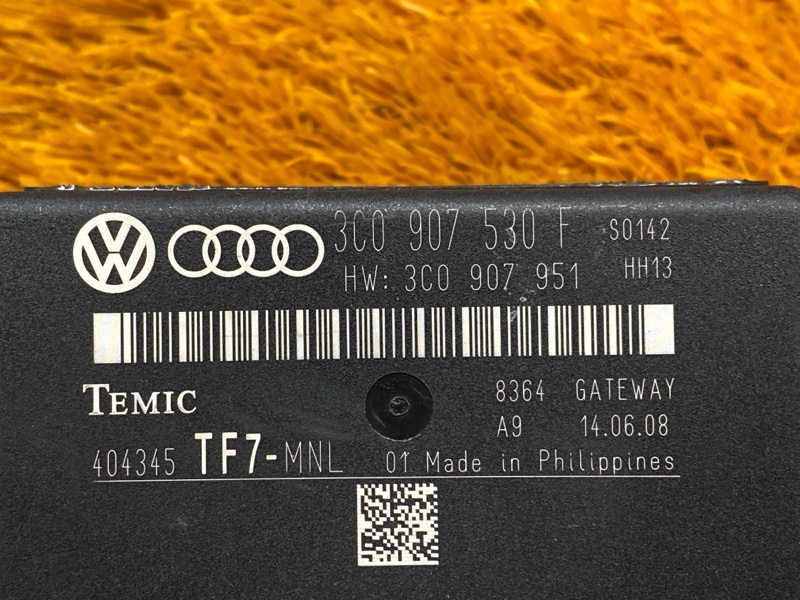 3C0 907 530 F S0142
HW: 3C0 907 951 HH13
TEMIC 8364 GATEWAY
A9 14.06.08
404345 TF7-MNL 01 Made in Philippines